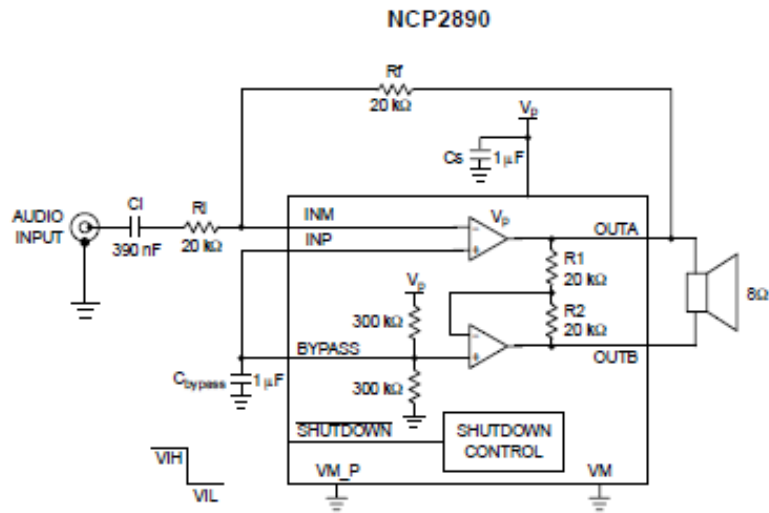 NCP2890
Rf
20 kΩ
Vp
Cs
1 µF
AUDIO
INPUT
CI
390 nF
RI
20 kΩ
INM
INP
Vp
OUTA
R1
20 kΩ
R2
20 kΩ
8Ω
Vp
300 kΩ
BYPASS
300 kΩ
OUTB
Cbypass
1 µF
SHUTDOWN
SHUTDOWN
CONTROL
VIH
VIL
VM_P
VM